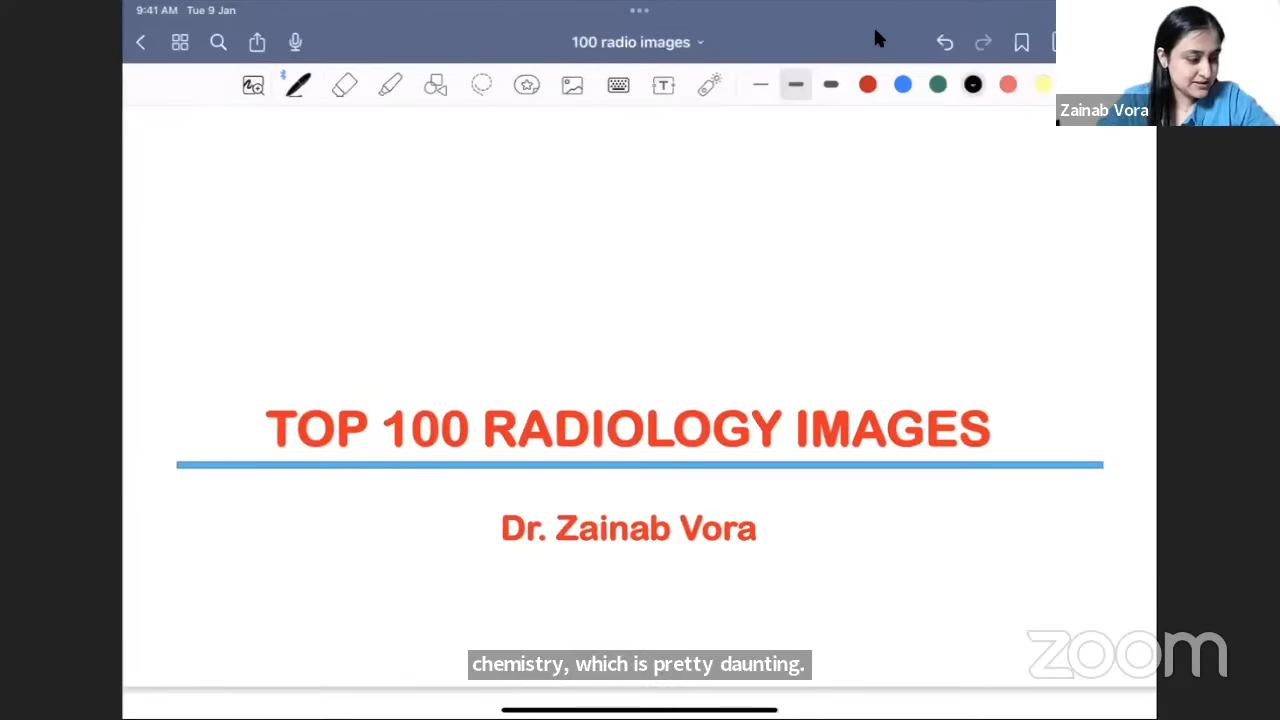 9:41 AM Tue 9 Jan
100 radio images
T
Zainab Vora
TOP 100 RADIOLOGY IMAGES
Dr. Zainab Vora
chemistry, which is pretty daunting.
zoom